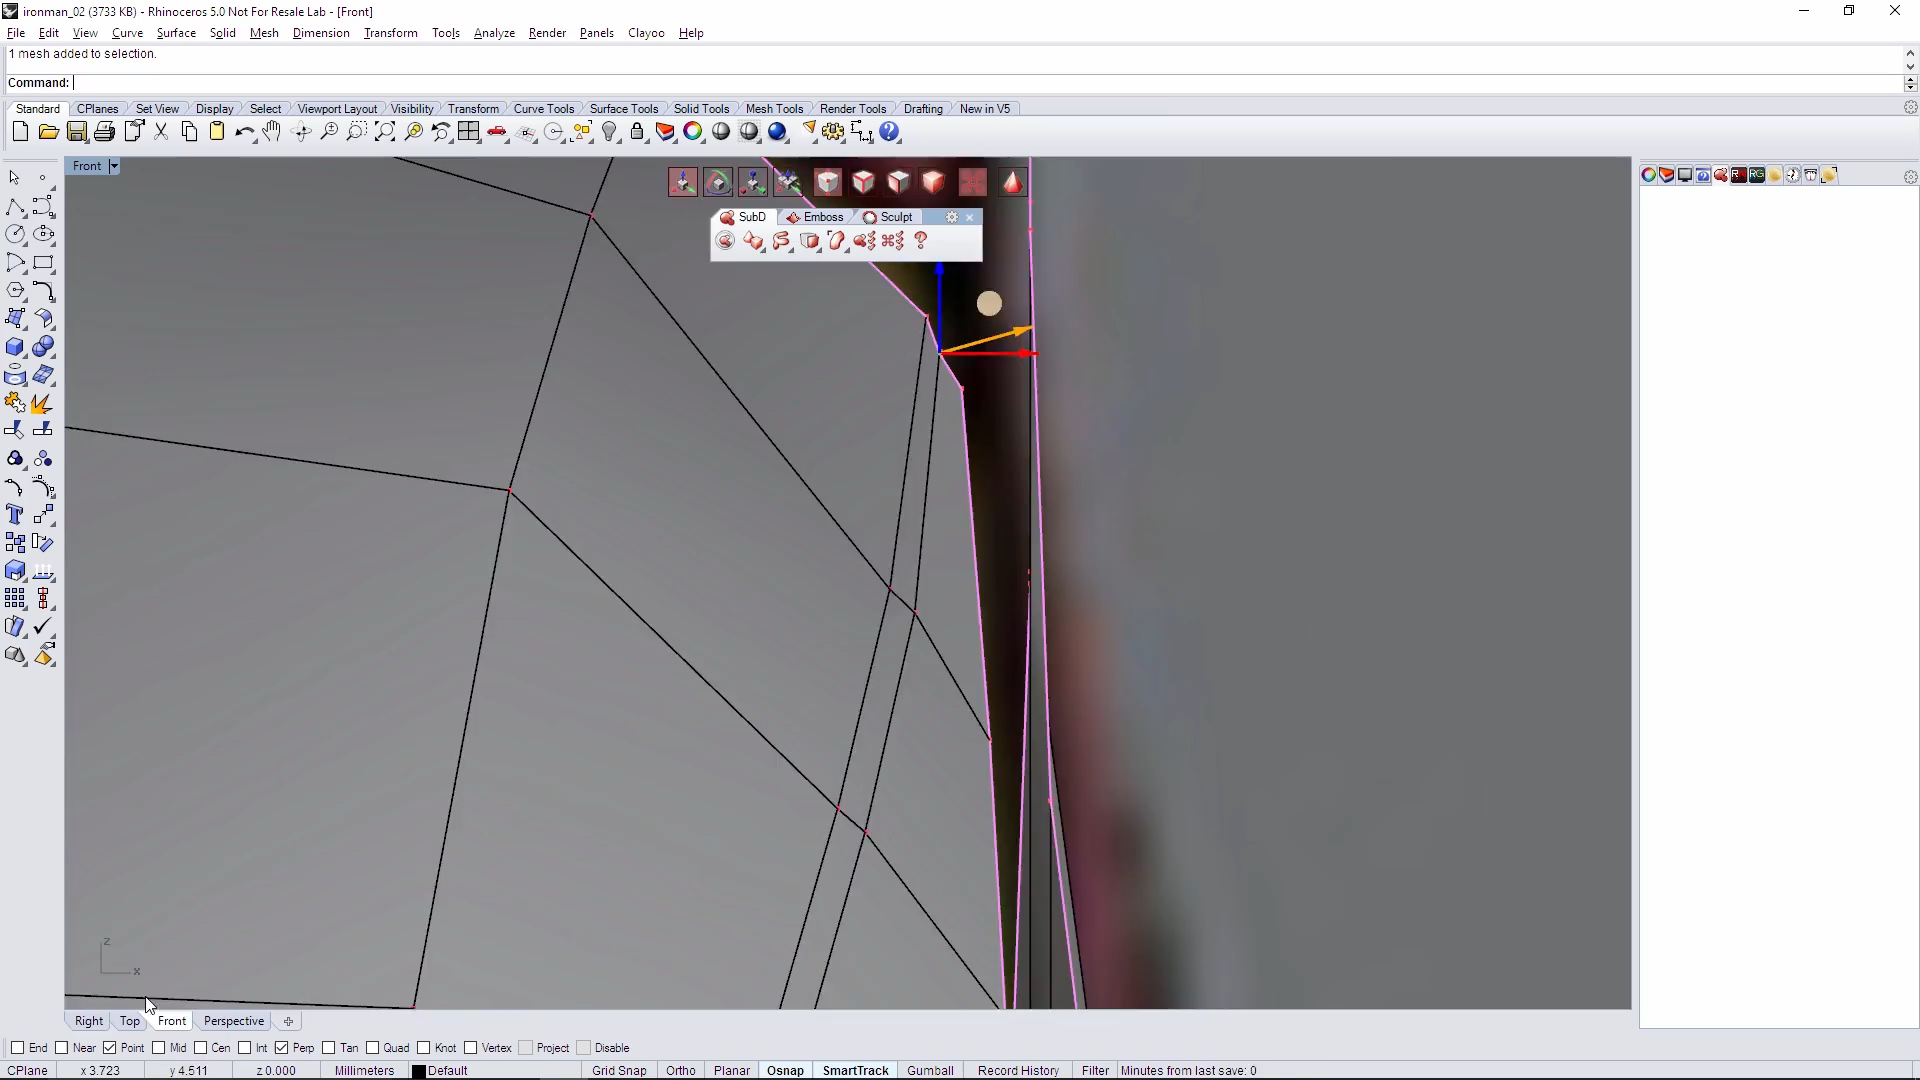 ironman_02 (3733 KB) - Rhinoceros 5.0 Not For Resale Lab - [Front]
File Edit View Curve Surface Solid Mesh Dimension Transform Tools Analyze Render Panels Clayoo Help
1 mesh added to selection.
Command:
Standard CPlanes Set View Display Select Viewport Layout Visibility Transform Curve Tools Surface Tools Solid Tools Mesh Tools Render Tools Drafting New in V5
Front
SubD Emboss Sculpt
z
x
Right Top Front Perspective
End Near Point Mid Cen Int Perp Tan Quad Knot Vertex Project Disable
CPlane x 3.723 y 4.511 z 0.000 Millimeters Default Grid Snap Ortho Planar Osnap SmartTrack Gumball Record History Filter Minutes from last save: 0